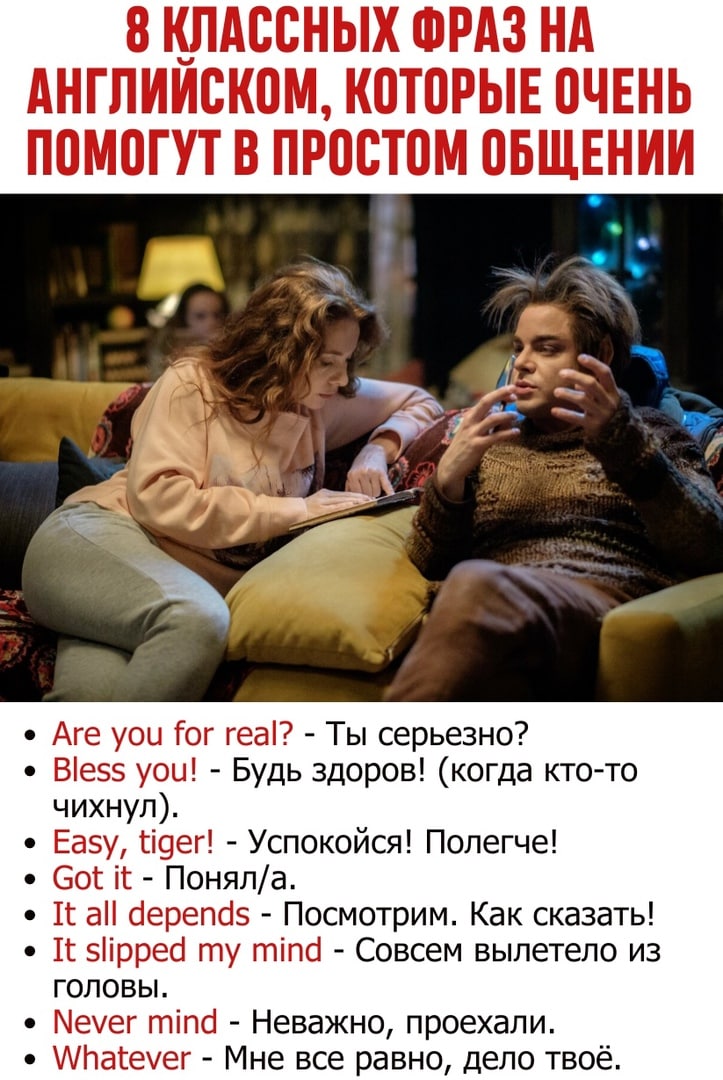 8 КЛАССНЫХ ФРАЗ НА
АНГЛИЙСКОМ, КОТОРЫЕ ОЧЕНЬ
ПОМОГУТ В ПРОСТОМ ОБЩЕНИИ
• Are you for real? - Ты серьезно?
• Bless you! - Будь здоров! (когда кто-то
чихнул).
• Easy, tiger! - Успокойся! Полегче!
• Got it - Понял/а.
• It all depends - Посмотрим. Как сказать!
• It slipped my mind - Совсем вылетело из
головы.
• Never mind - Неважно, проехали.
• Whatever - Мне все равно, дело твоё.